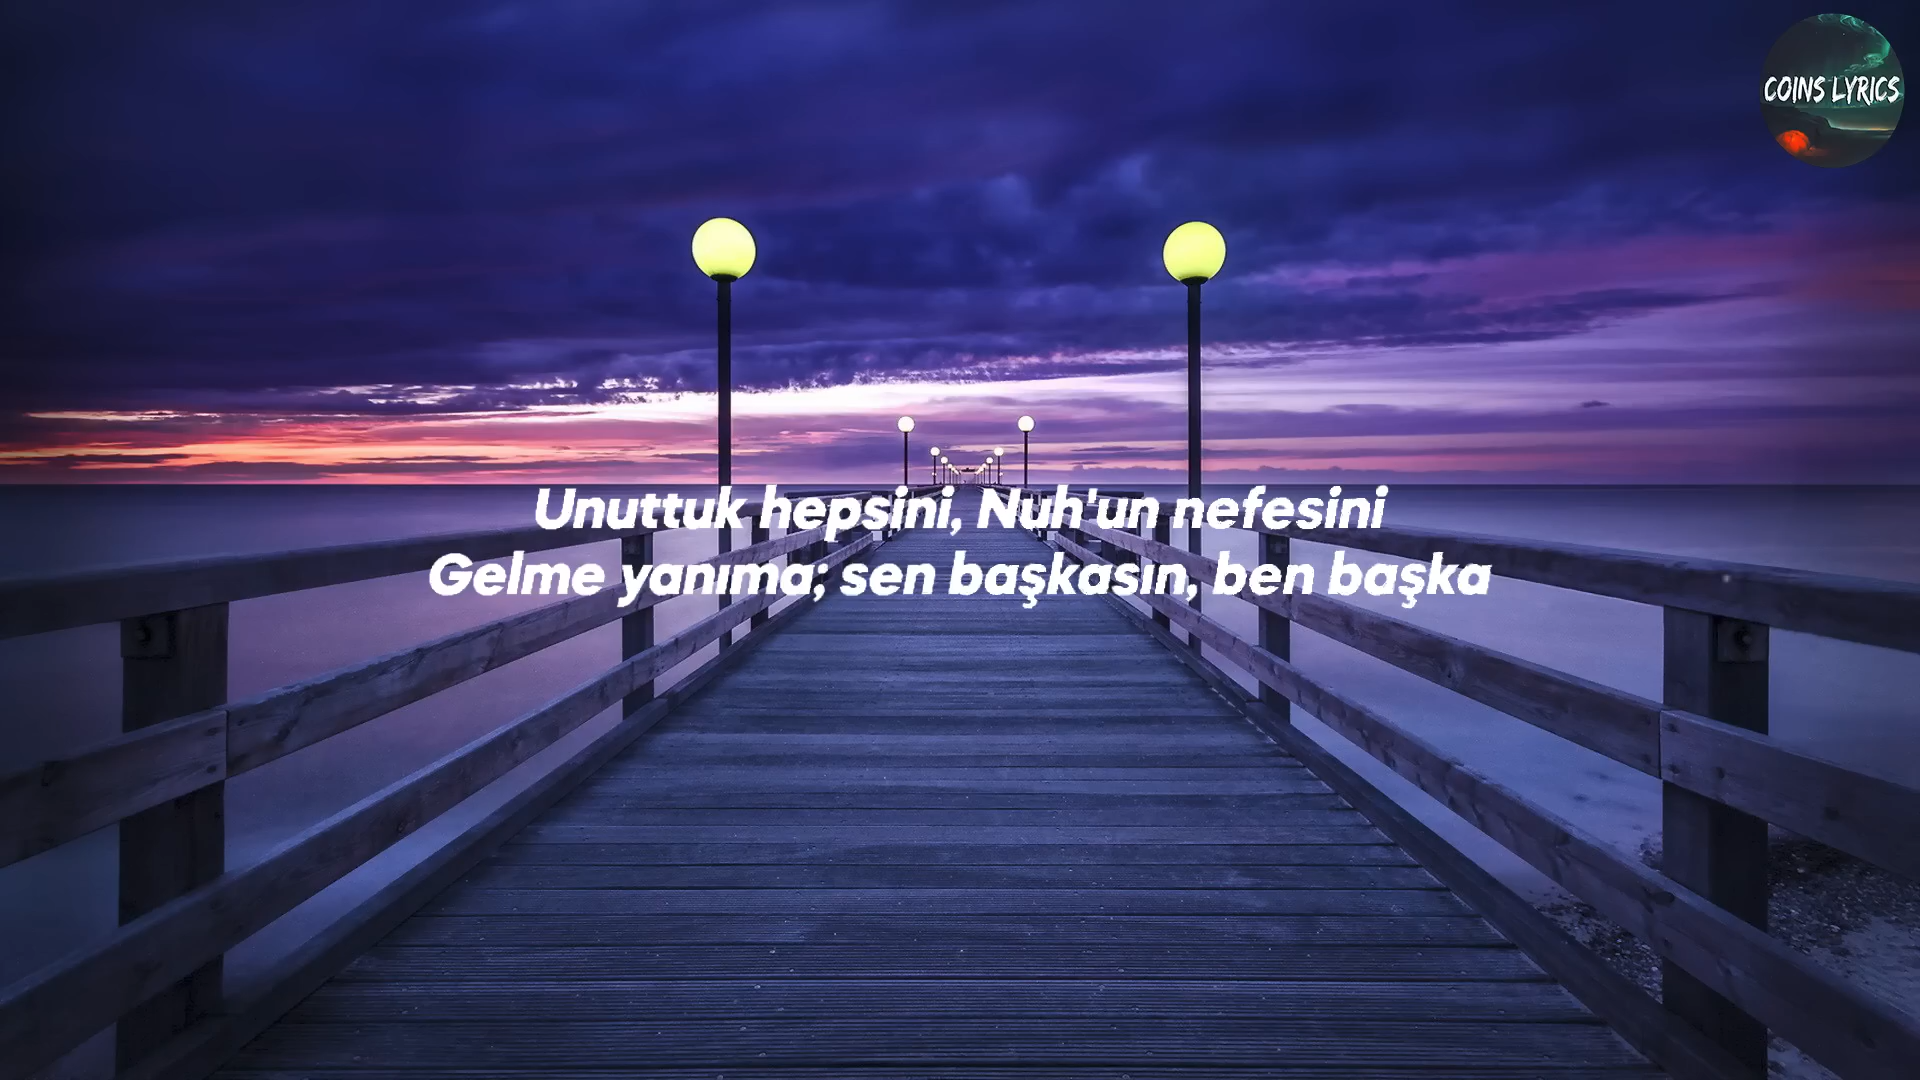 COINS LYRICS
Unuttuk hepsini, Nuh'un nefesini
Gelme yanıma; sen başkasın, ben başka